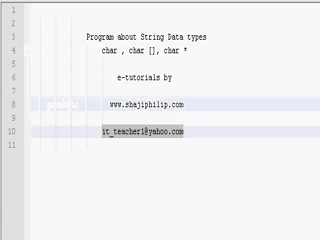 1
2
3 Program about String Data types
4 char , char [], char *
5
6 e-tutorials by
7
8 www.shajiphilip.com
9
10 it_teacher1@yahoo.com
11